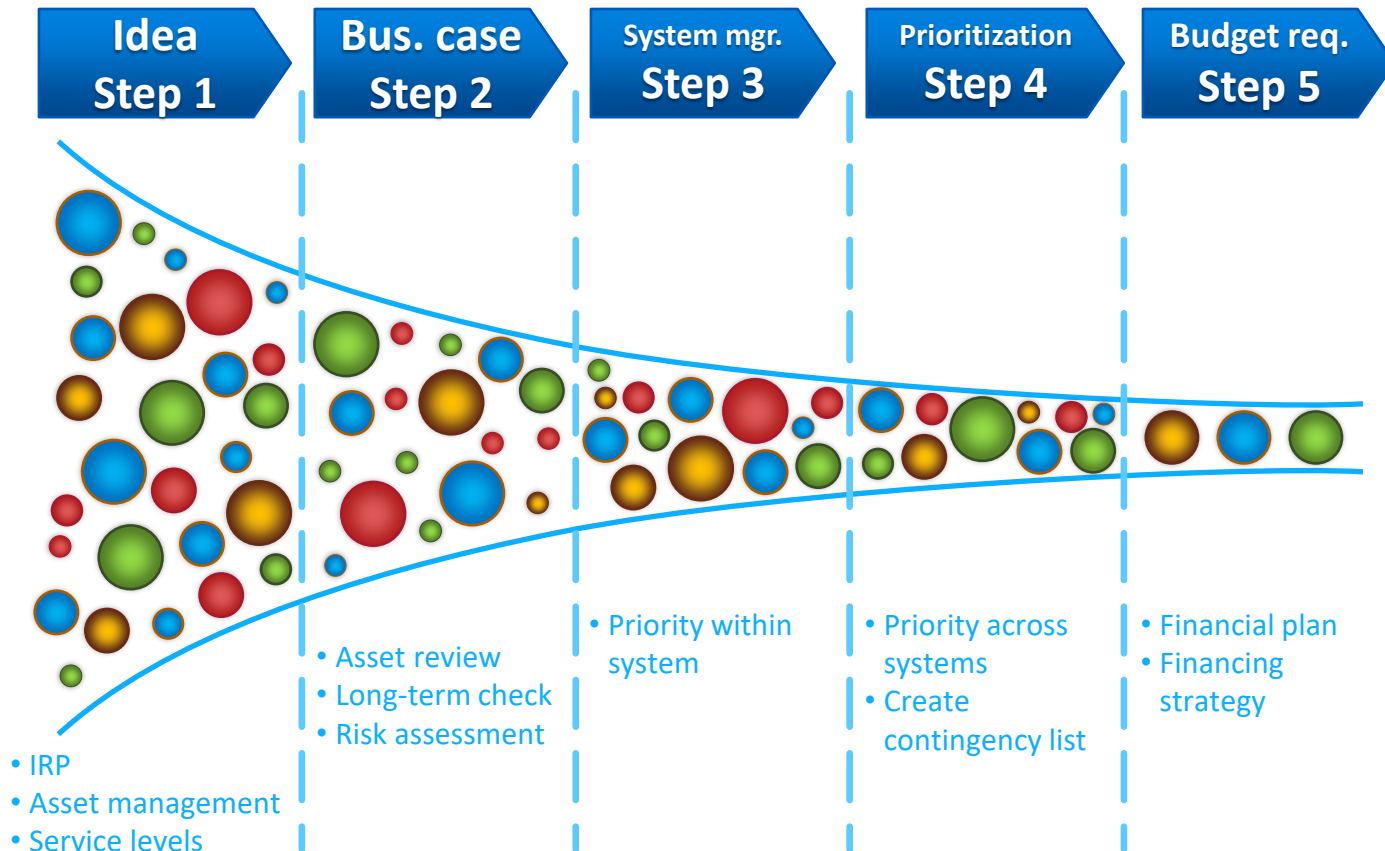 Idea
Step 1
Bus. case
Step 2
System mgr.
Step 3
Prioritization
Step 4
Budget req.
Step 5
• IRP
• Asset management
• Service levels
• Asset review
• Long-term check
• Risk assessment
• Priority within
system
• Priority across
systems
• Create
contingency list
• Financial plan
• Financing
strategy